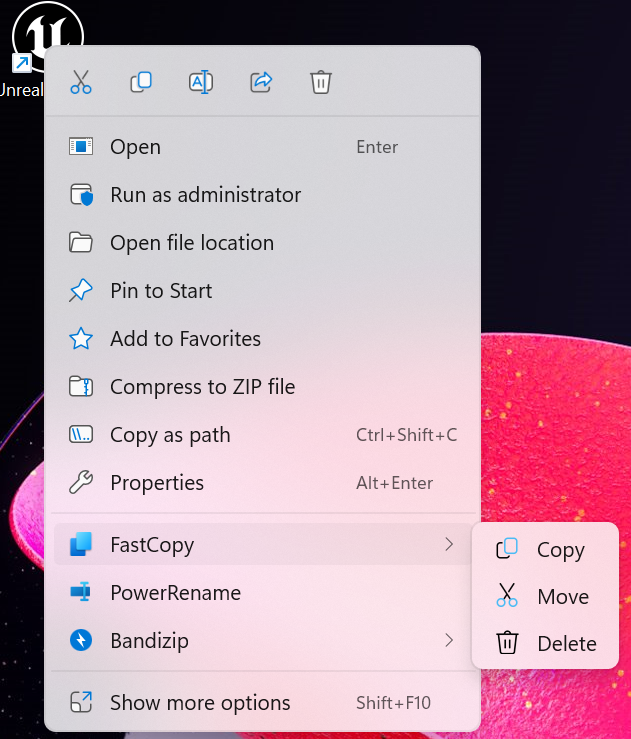 Unreal
Open Enter
Run as administrator
Open file location
Pin to Start
Add to Favorites
Compress to ZIP file
Copy as path Ctrl+Shift+C
Properties Alt+Enter
FastCopy
PowerRename
Bandizip
Show more options Shift+F10
Copy
Move
Delete